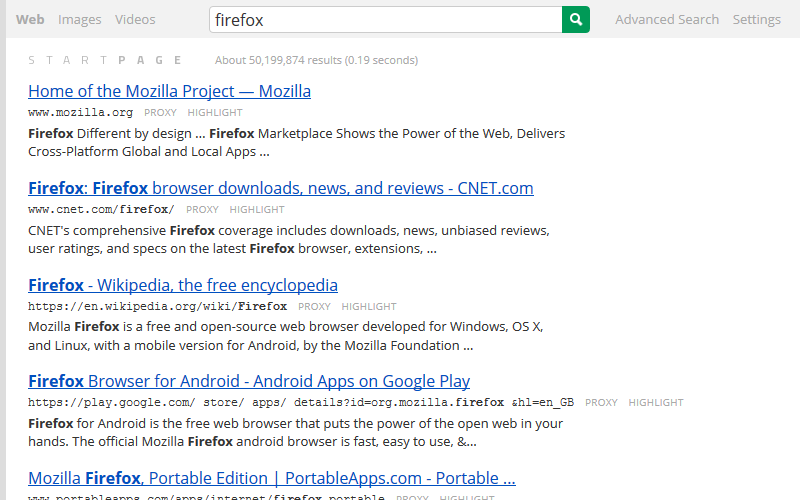 Web Images Videos firefox Advanced Search Settings
STARTPAGE About 50,199,874 results (0.19 seconds)
Home of the Mozilla Project — Mozilla
www.mozilla.org PROXY HIGHLIGHT
Firefox Different by design ... Firefox Marketplace Shows the Power of the Web, Delivers
Cross-Platform Global and Local Apps ...
Firefox: Firefox browser downloads, news, and reviews - CNET.com
www.cnet.com/firefox/ PROXY HIGHLIGHT
CNET's comprehensive Firefox coverage includes downloads, news, unbiased reviews,
user ratings, and specs on the latest Firefox browser, extensions, ...
Firefox - Wikipedia, the free encyclopedia
https://en.wikipedia.org/wiki/Firefox PROXY HIGHLIGHT
Mozilla Firefox is a free and open-source web browser developed for Windows, OS X,
and Linux, with a mobile version for Android, by the Mozilla Foundation ...
Firefox Browser for Android - Android Apps on Google Play
https://play.google.com/ store/ apps/ details?id=org.mozilla.firefox &hl=en_GB PROXY HIGHLIGHT
Firefox for Android is the free web browser that puts the power of the open web in your
hands. The official Mozilla Firefox android browser is fast, easy to use, &...
Mozilla Firefox, Portable Edition | PortableApps.com - Portable ...
www.portableapps.com/apps/internet/firefox_portable PROXY HIGHLIGHT